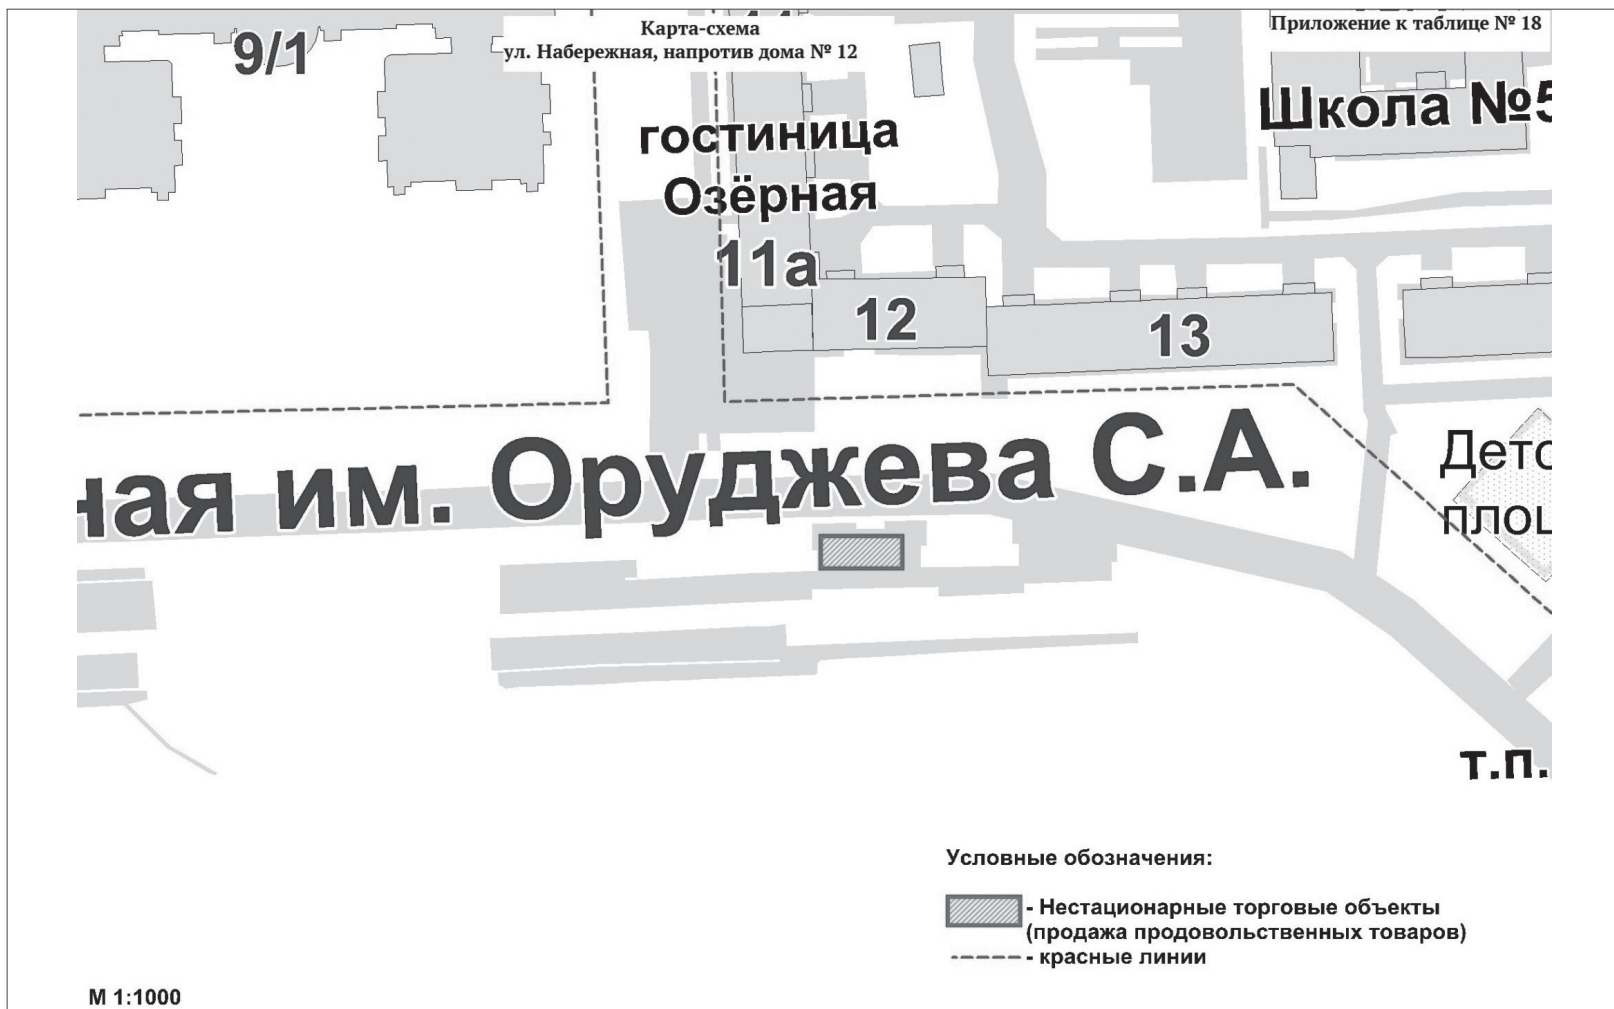 Карта-схема
ул. Набережная, напротив дома № 12
Приложение к таблице № 18
9/1
Школа №5
гостиница
Озёрная
11а
12
13
ная им. Оруджева С.А.
Детс
площ
т.п.
Условные обозначения:
- Нестационарные торговые объекты
(продажа продовольственных товаров)
- красные линии
М 1:1000